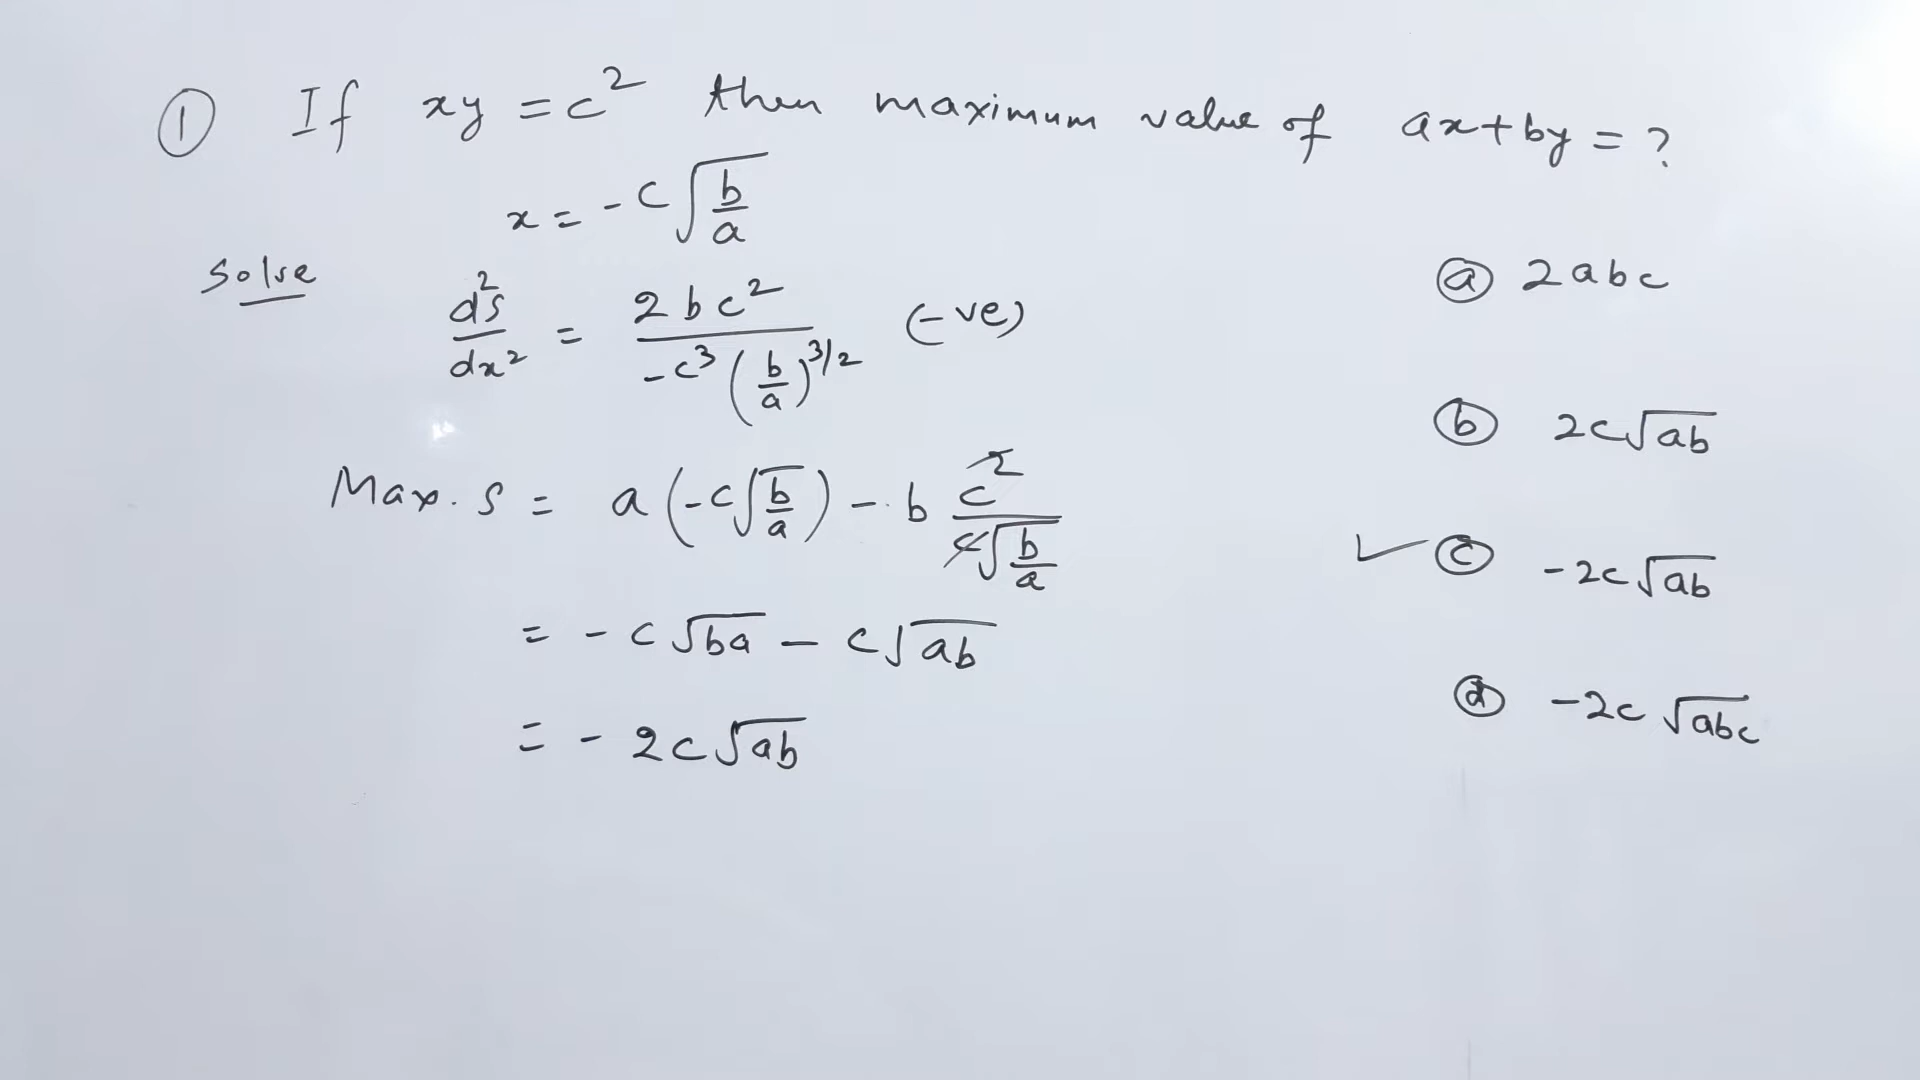 ① If xy = c² then maximum value of ax+by = ?
x = -c√(b/a)
Solve
d²s/dx² = 2bc²/-c³(b/a)^3/2 (-ve)
Max. S = a(-c√(b/a)) - b c²/c√(b/a)
= - c√ba - c√ab
= - 2c√ab
ⓐ 2abc
ⓑ 2c√ab
✓ ⓒ -2c√ab
ⓓ -2c√abc